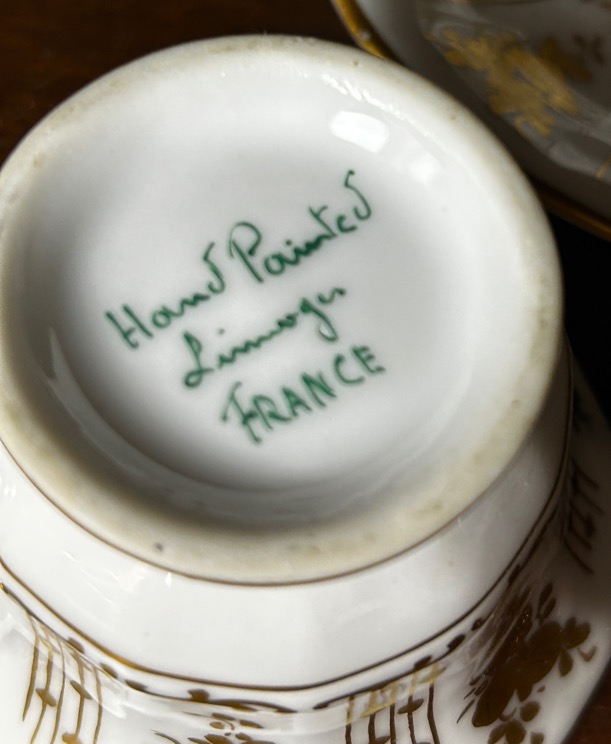 Hand Painted
Limoges
FRANCE